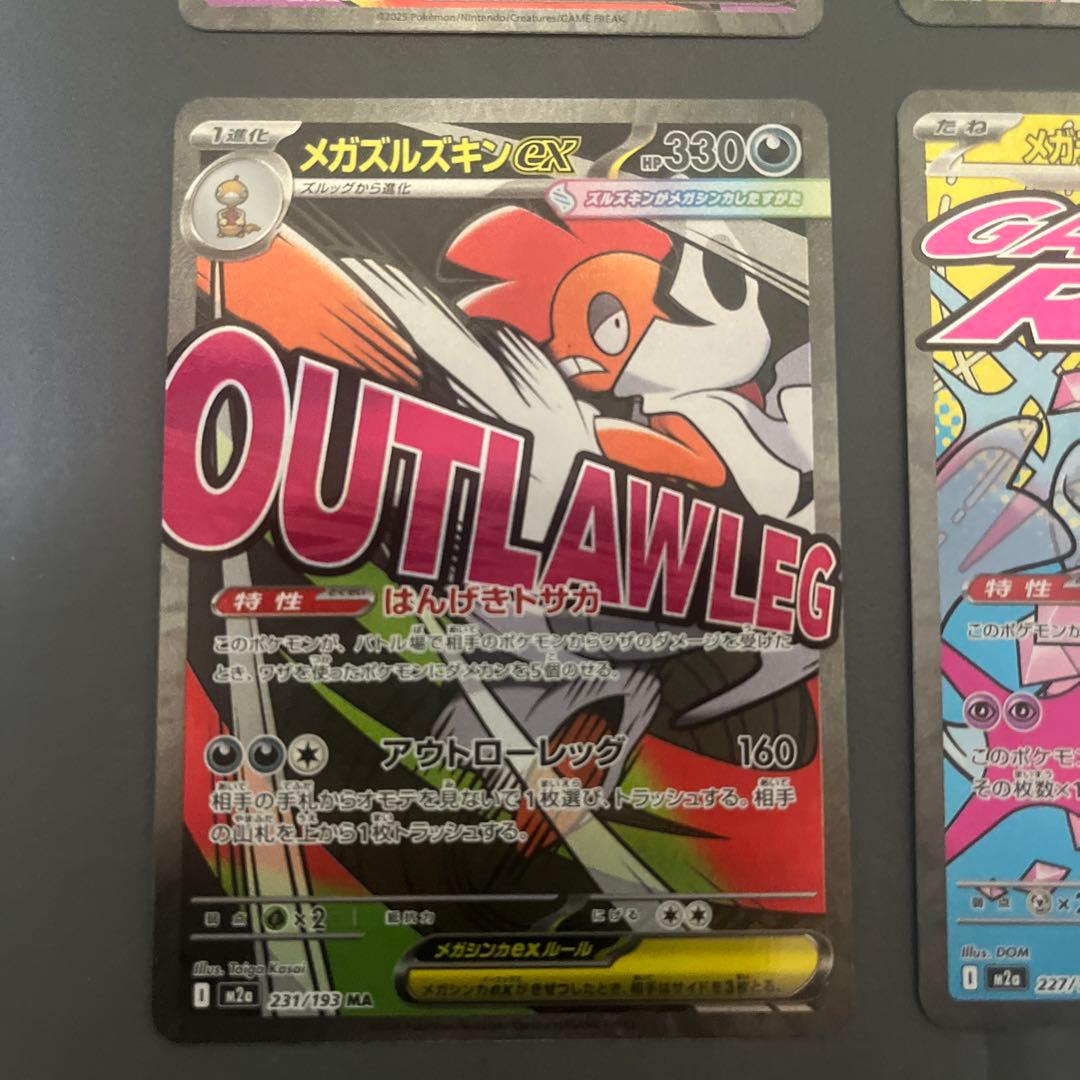 ©2025 Pokémon/Nintendo/Creatures/GAME FREAK
1進化
メガズルズキンex
HP330
ズルッグから進化
ズルズキンがメガシンカしたすがた
OUTLAW LEG
特性
はんげきトサカ
このポケモンが、バトル場で相手のポケモンからワザのダメージを受けた
とき、ワザを使ったポケモンにダメカンを5個のせる。
アウトローレッグ
160
相手の手札からオモテを見ないで1枚選び、トラッシュする。相手
の山札を上から1枚トラッシュする。
弱点
×2
抵抗力
にげる
メガシンカexルール
メガシンカexがきぜつしたとき、相手はサイドを3枚とる。
Illus. Taiga Kasai
I
M2a
231/193 MA
たね
メガ
GA
R
特性
このポケモンが
このポケモ
その枚数×1
弱点
Illus. DOM
I
M2a
227/